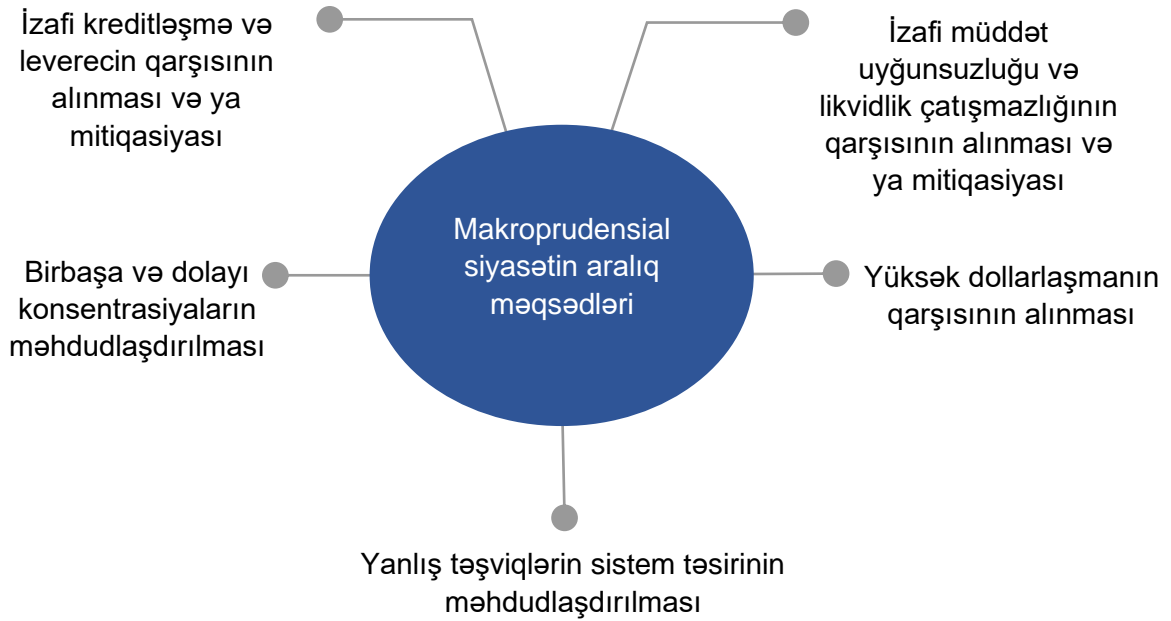 İzafi kreditləşmə və
leverecin qarşısının
alınması və ya
mitiqasiyası
İzafi müddət
uyğunsuzluğu və
likvidlik çatışmazlığının
qarşısının alınması və
ya mitiqasiyası
Makroprudensial
siyasətin aralıq
məqsədləri
Birbaşa və dolayı
konsentrasiyaların
məhdudlaşdırılması
Yüksək dollarlaşmanın
qarşısının alınması
Yanlış təşviqlərin sistem təsirinin
məhdudlaşdırılması